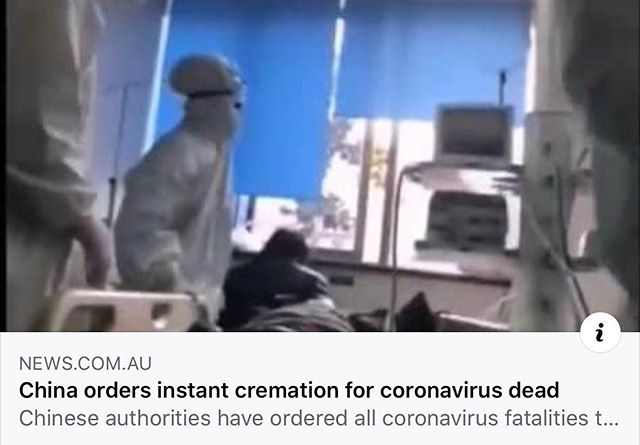 i
NEWS.COM.AU
China orders instant cremation for coronavirus dead
Chinese authorities have ordered all coronavirus fatalities t...